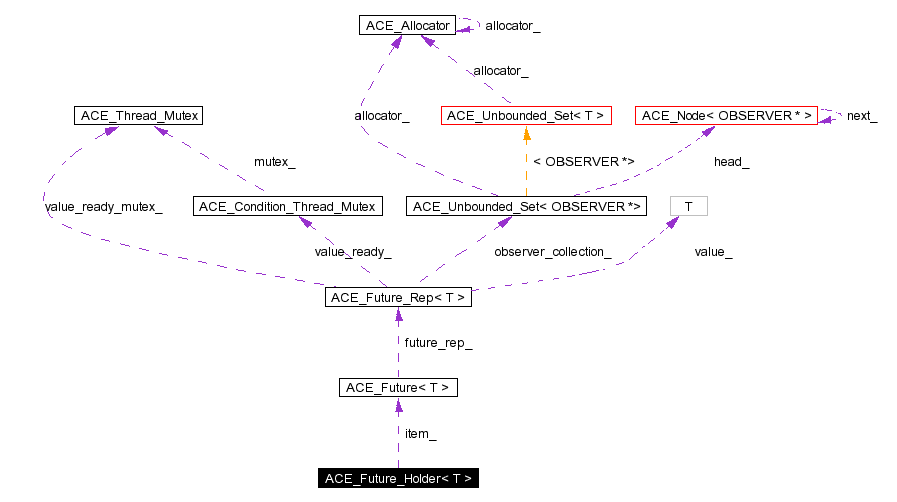 ACE_Allocator
allocator_
allocator_
ACE_Thread_Mutex
allocator_
ACE_Unbounded_Set< T >
ACE_Node< OBSERVER * >
next_
mutex_
< OBSERVER *>
head_
value_ready_mutex_
ACE_Condition_Thread_Mutex
ACE_Unbounded_Set< OBSERVER *>
T
value_ready_
observer_collection_
value_
ACE_Future_Rep< T >
future_rep_
ACE_Future< T >
item_
ACE_Future_Holder< T >